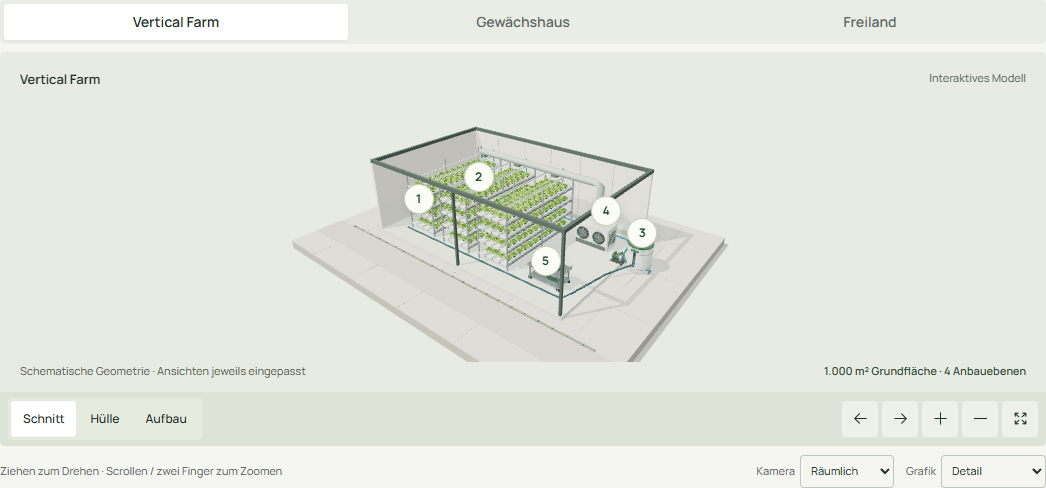 Vertical Farm
Gewächshaus
Freiland
Vertical Farm
Interaktives Modell
1
2
4
3
5
Schematische Geometrie · Ansichten jeweils eingepasst
1.000 m² Grundfläche · 4 Anbauebenen
Schnitt
Hülle
Aufbau
Ziehen zum Drehen · Scrollen / zwei Finger zum Zoomen
Kamera
Räumlich
Grafik
Detail